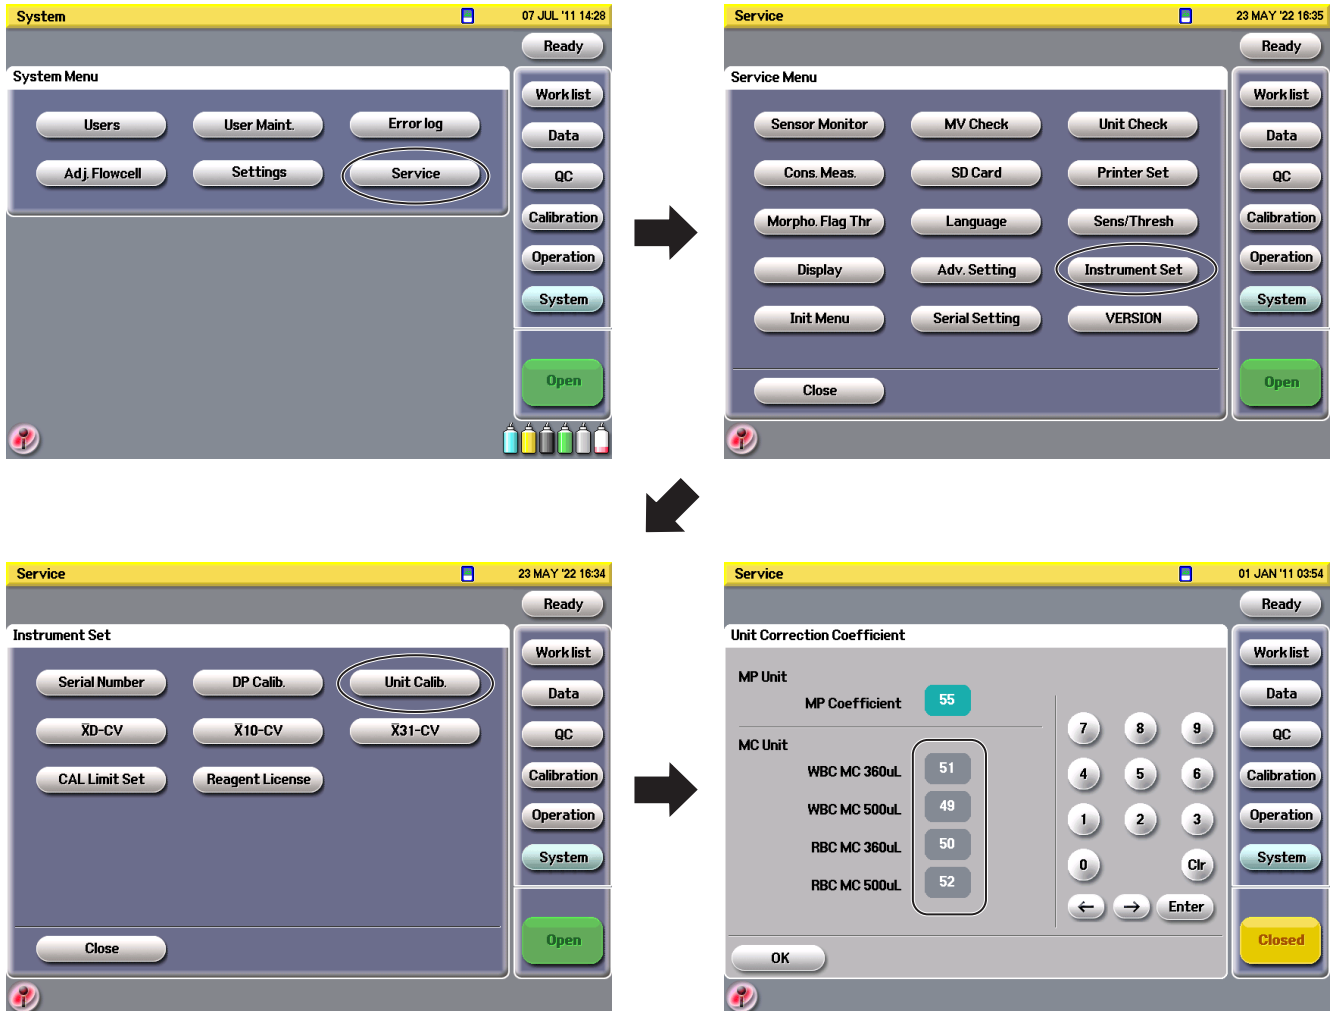 System
07 JUL '11 14:28
Ready
System Menu
Users
User Maint.
Error log
Adj. Flowcell
Settings
Service
Work list
Data
QC
Calibration
Operation
System
Open
Service
23 MAY '22 16:35
Ready
Service Menu
Sensor Monitor
MV Check
Unit Check
Cons. Meas.
SD Card
Printer Set
Morpho. Flag Thr
Language
Sens/Thresh
Display
Adv. Setting
Instrument Set
Init Menu
Serial Setting
VERSION
Close
Work list
Data
QC
Calibration
Operation
System
Open
Service
23 MAY '22 16:34
Ready
Instrument Set
Serial Number
DP Calib.
Unit Calib.
X̅D-CV
X̅10-CV
X̅31-CV
CAL Limit Set
Reagent License
Close
Work list
Data
QC
Calibration
Operation
System
Open
Service
01 JAN '11 03:54
Ready
Unit Correction Coefficient
MP Unit
MP Coefficient 55
MC Unit
WBC MC 360uL 51
WBC MC 500uL 49
RBC MC 360uL 50
RBC MC 500uL 52
7 8 9
4 5 6
1 2 3
0 Clr
← → Enter
OK
Work list
Data
QC
Calibration
Operation
System
Closed